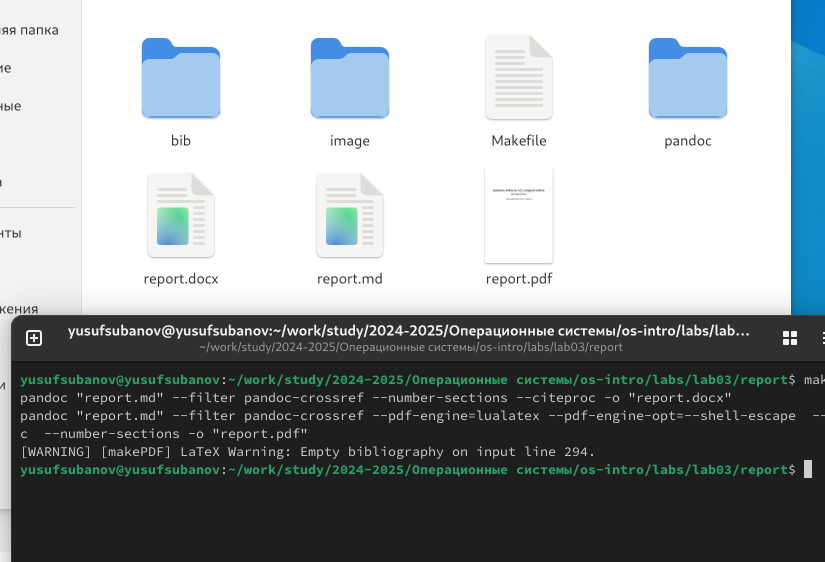 яя папка
ие
ные
а
нты
жения
и
bib
image
Makefile
pandoc
report.docx
report.md
report.pdf
yusufsubanov@yusufsubanov:~/work/study/2024-2025/Операционные системы/os-intro/labs/lab...
~/work/study/2024-2025/Операционные системы/os-intro/labs/lab03/report
yusufsubanov@yusufsubanov:~/work/study/2024-2025/Операционные системы/os-intro/labs/lab03/report$ mak
pandoc "report.md" --filter pandoc-crossref --number-sections --citeproc -o "report.docx"
pandoc "report.md" --filter pandoc-crossref --pdf-engine=lualatex --pdf-engine-opt=--shell-escape --
c --number-sections -o "report.pdf"
[WARNING] [makePDF] LaTeX Warning: Empty bibliography on input line 294.
yusufsubanov@yusufsubanov:~/work/study/2024-2025/Операционные системы/os-intro/labs/lab03/report$